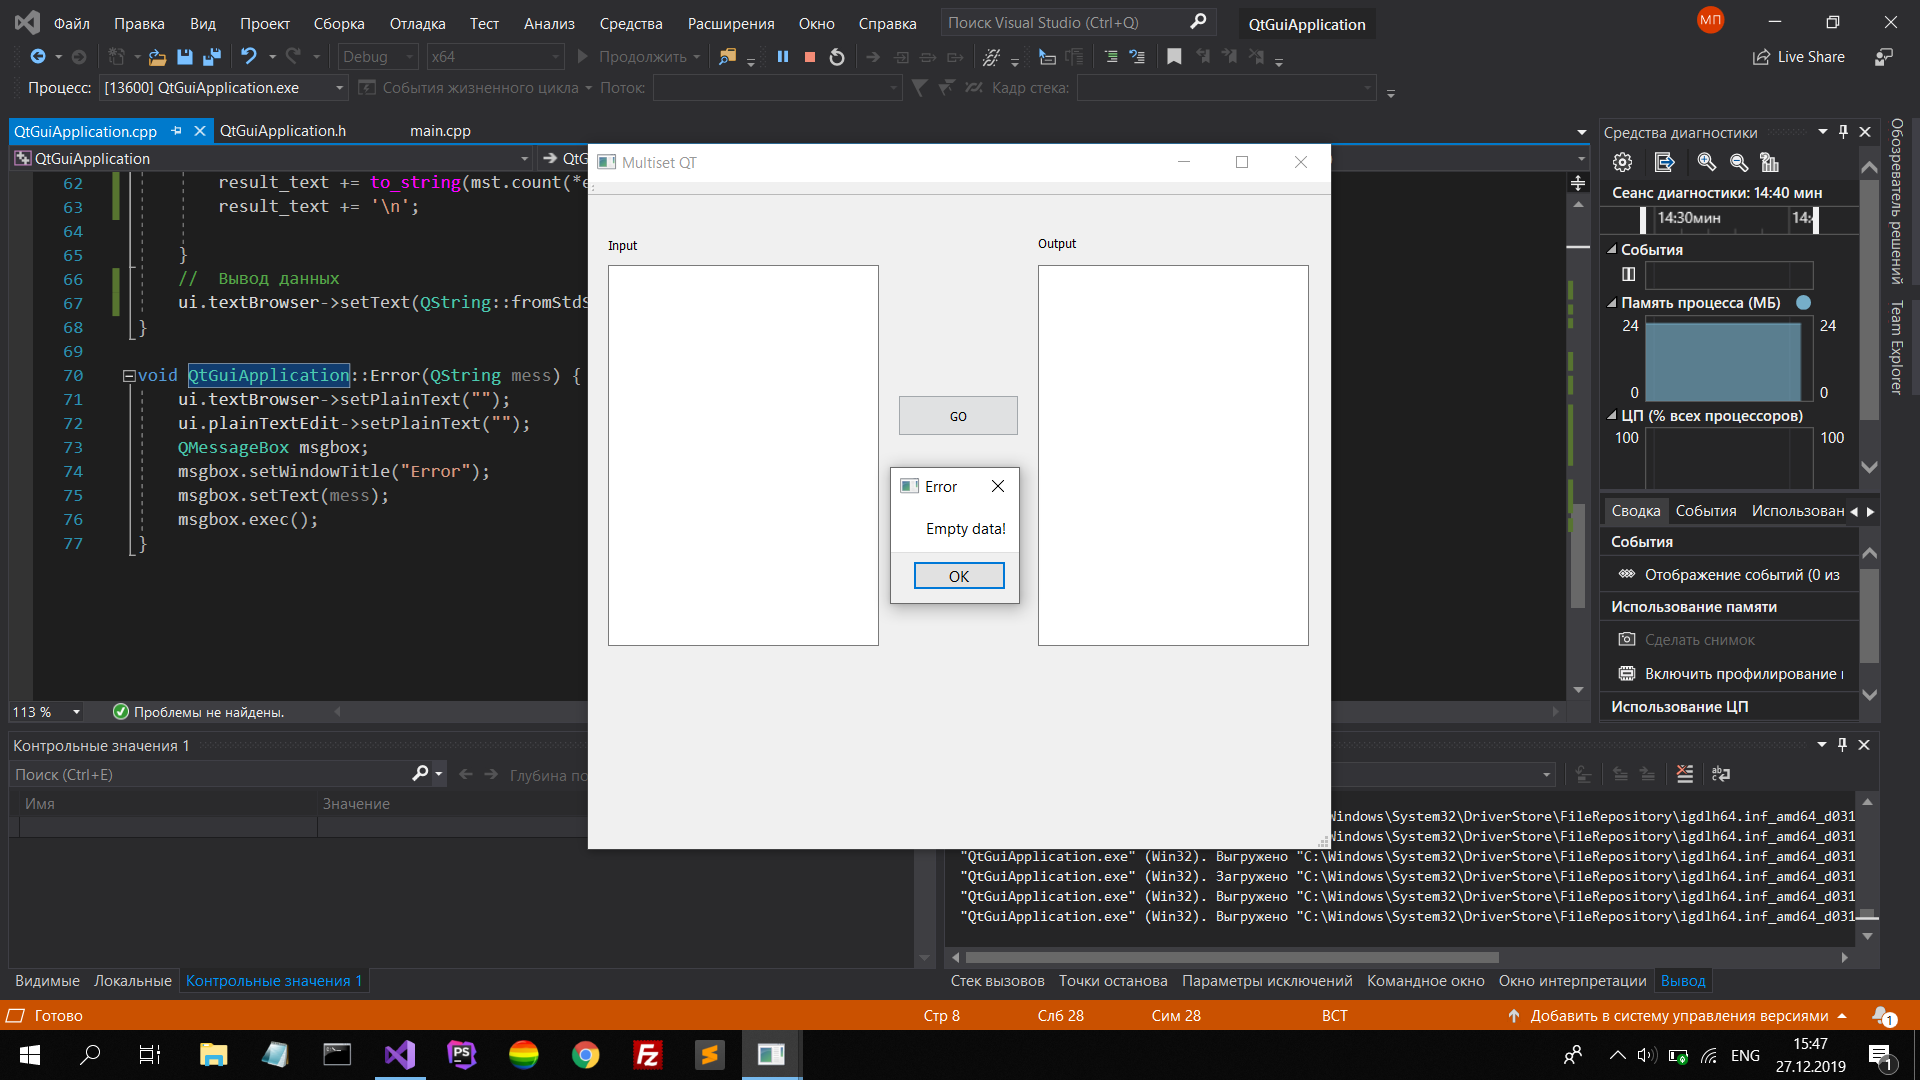 Файл Правка Вид Проект Сборка Отладка Тест Анализ Средства Расширения Окно Справка Поиск Visual Studio (Ctrl+Q) QtGuiApplication МП
Debug x64 Продолжить Live Share
Процесс: [13600] QtGuiApplication.exe События жизненного цикла Поток: Кадр стека:
QtGuiApplication.cpp QtGuiApplication.h main.cpp
QtGuiApplication QtG
62 result_text += to_string(mst.count(*e
63 result_text += '\n';
64
65 }
66 // Вывод данных
67 ui.textBrowser->setText(QString::fromStdS
68 }
69
70 void QtGuiApplication::Error(QString mess) {
71 ui.textBrowser->setPlainText("");
72 ui.plainTextEdit->setPlainText("");
73 QMessageBox msgbox;
74 msgbox.setWindowTitle("Error");
75 msgbox.setText(mess);
76 msgbox.exec();
77 }
113 % Проблемы не найдены.
Multiset QT
Input
Output
GO
Error
Empty data!
OK
Средства диагностики
Сеанс диагностики: 14:40 мин
14:30мин 14:4
События
Память процесса (МБ)
24 24
0 0
ЦП (% всех процессоров)
100 100
Сводка События Использован
События
Отображение событий (0 из
Использование памяти
Сделать снимок
Включить профилирование
Использование ЦП
Обозреватель решений
Team Explorer
Контрольные значения 1
Поиск (Ctrl+E) Глубина по
Имя Значение
Windows\System32\DriverStore\FileRepository\igdlh64.inf_amd64_d031
Windows\System32\DriverStore\FileRepository\igdlh64.inf_amd64_d031
"QtGuiApplication.exe" (Win32). Выгружено "C:\Windows\System32\DriverStore\FileRepository\igdlh64.inf_amd64_d031
"QtGuiApplication.exe" (Win32). Загружено "C:\Windows\System32\DriverStore\FileRepository\igdlh64.inf_amd64_d031
"QtGuiApplication.exe" (Win32). Выгружено "C:\Windows\System32\DriverStore\FileRepository\igdlh64.inf_amd64_d031
"QtGuiApplication.exe" (Win32). Выгружено "C:\Windows\System32\DriverStore\FileRepository\igdlh64.inf_amd64_d031
Видимые Локальные Контрольные значения 1
Стек вызовов Точки останова Параметры исключений Командное окно Окно интерпретации Вывод
Готово Стр 8 Слб 28 Сим 28 ВСТ Добавить в систему управления версиями 1
PS Fz ENG 15:47
27.12.2019 1